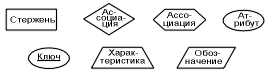 Стержень
Ас-
социа-
ция
Ассо-
циация
Ат-
рибут
Ключ
Харак-
теристика
Обоз-
начение